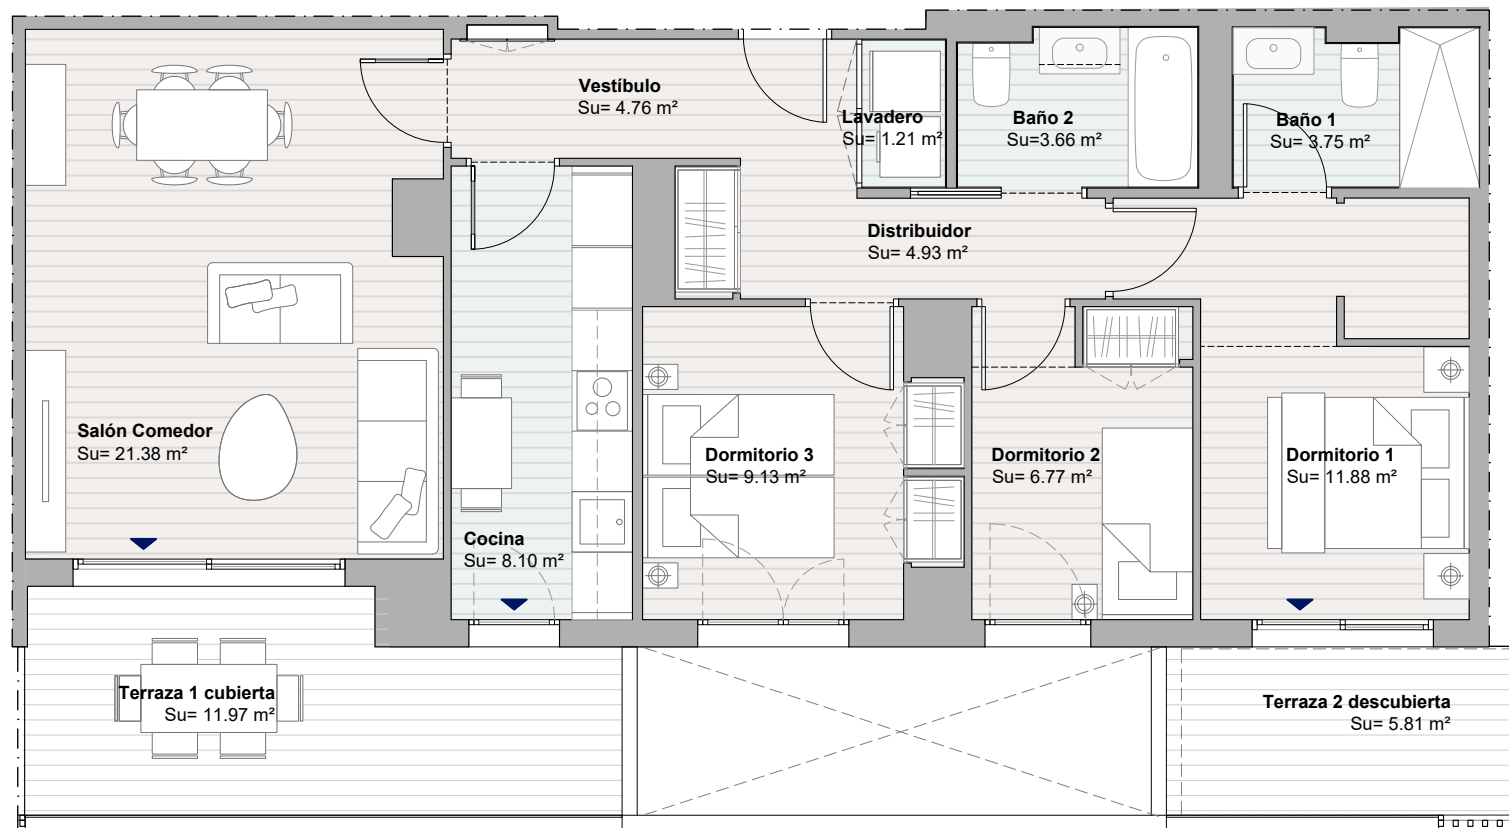 Vestíbulo
Su= 4.76 m²
Lavadero
Su= 1.21 m²
Baño 2
Su=3.66 m²
Baño 1
Su= 3.75 m²
Distribuidor
Su= 4.93 m²
Salón Comedor
Su= 21.38 m²
Dormitorio 3
Su= 9.13 m²
Dormitorio 2
Su= 6.77 m²
Dormitorio 1
Su= 11.88 m²
Cocina
Su= 8.10 m²
Terraza 1 cubierta
Su= 11.97 m²
Terraza 2 descubierta
Su= 5.81 m²